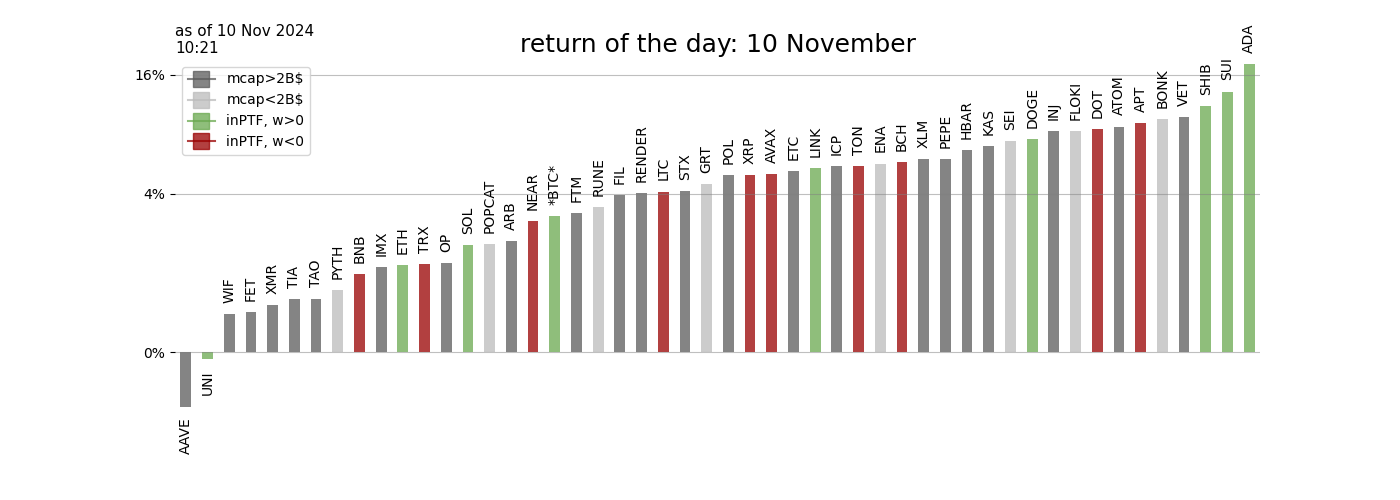 as of 10 Nov 2024
10:21
return of the day: 10 November
mcap>2B$
mcap<2B$
inPTF, w>0
inPTF, w<0
16%
4%
0%
AAVE
UNI
WIF
FET
XMR
TIA
TAO
PYTH
BNB
IMX
ETH
TRX
OP
SOL
POPCAT
ARB
NEAR
*BTC*
FTM
RUNE
FIL
RENDER
LTC
STX
GRT
POL
XRP
AVAX
ETC
LINK
ICP
TON
ENA
BCH
XLM
PEPE
HBAR
KAS
SEI
DOGE
INJ
FLOKI
DOT
ATOM
APT
BONK
VET
SHIB
SUI
ADA